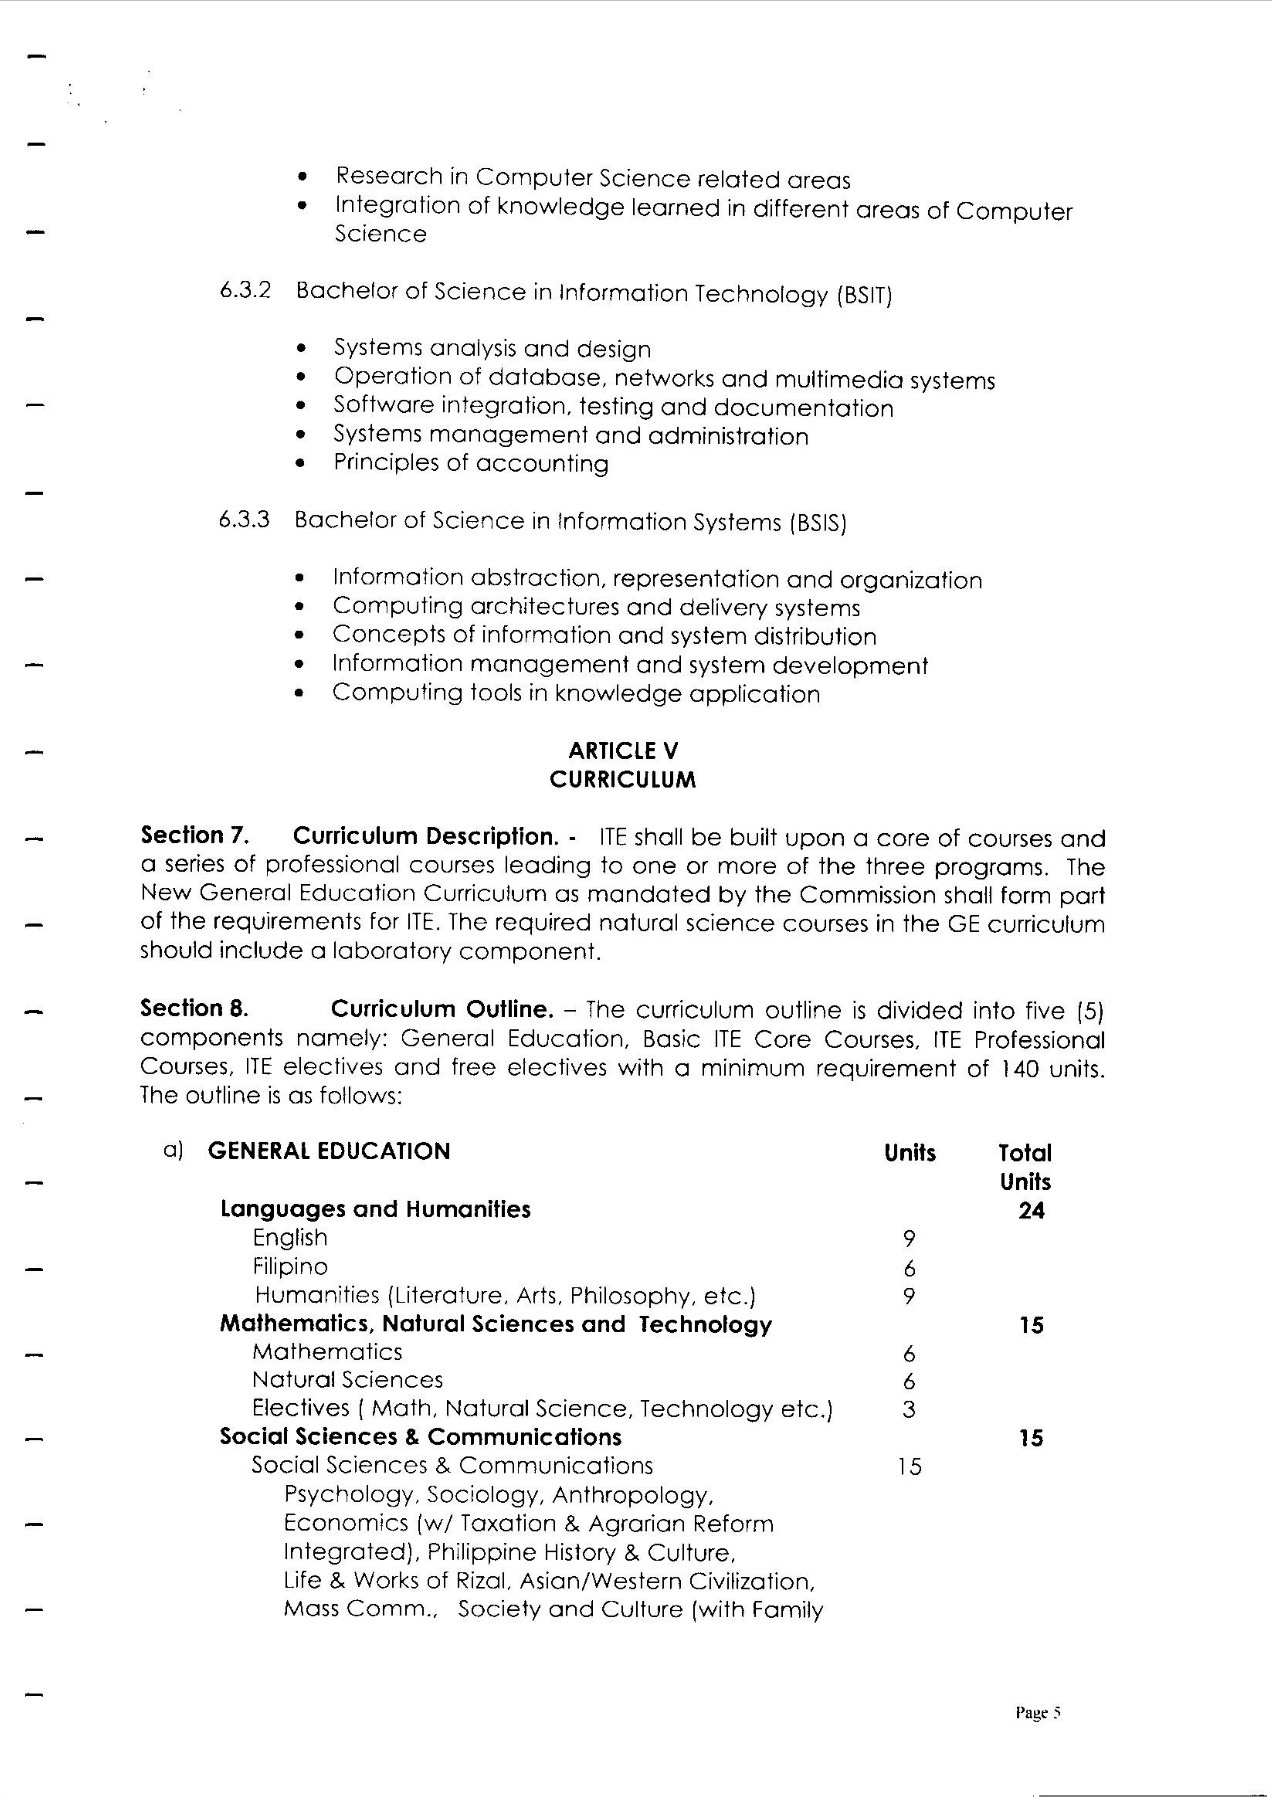 • Research in Computer Science related areas
• Integration of knowledge learned in different areas of Computer
Science
6.3.2 Bachelor of Science in Information Technology (BSIT)
• Systems analysis and design
• Operation of database, networks and multimedia systems
• Software integration, testing and documentation
• Systems management and administration
• Principles of accounting
6.3.3 Bachelor of Science in Information Systems (BSIS)
• Information abstraction, representation and organization
• Computing architectures and delivery systems
• Concepts of information and system distribution
• Information management and system development
• Computing tools in knowledge application
ARTICLE V
CURRICULUM
Section 7. Curriculum Description. - ITE shall be built upon a core of courses and
a series of professional courses leading to one or more of the three programs. The
New General Education Curriculum as mandated by the Commission shall form part
of the requirements for ITE. The required natural science courses in the GE curriculum
should include a laboratory component.
Section 8. Curriculum Outline. – The curriculum outline is divided into five (5)
components namely: General Education, Basic ITE Core Courses, ITE Professional
Courses, ITE electives and free electives with a minimum requirement of 140 units.
The outline is as follows:
a) GENERAL EDUCATION Units Total
Units
Languages and Humanities 24
English 9
Filipino 6
Humanities (Literature, Arts, Philosophy, etc.) 9
Mathematics, Natural Sciences and Technology 15
Mathematics 6
Natural Sciences 6
Electives ( Math, Natural Science, Technology etc.) 3
Social Sciences & Communications 15
Social Sciences & Communications 15
Psychology, Sociology, Anthropology,
Economics (w/ Taxation & Agrarian Reform
Integrated), Philippine History & Culture,
Life & Works of Rizal, Asian/Western Civilization,
Mass Comm., Society and Culture (with Family
Page 5